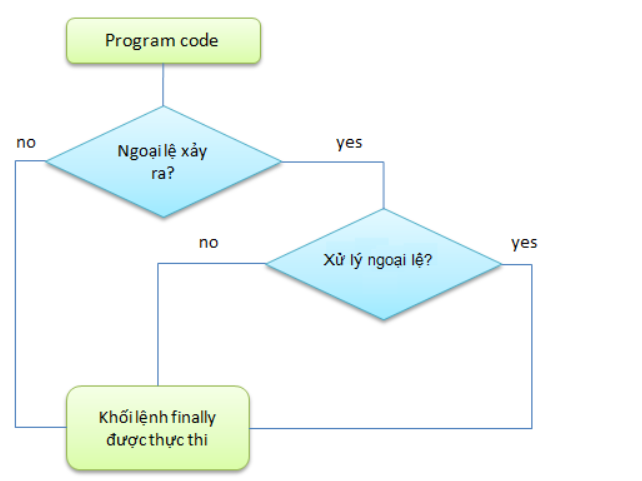 Program code
no
yes
Ngoại lệ xảy
ra?
no
yes
Xử lý ngoại lệ?
Khối lệnh finally
được thực thi